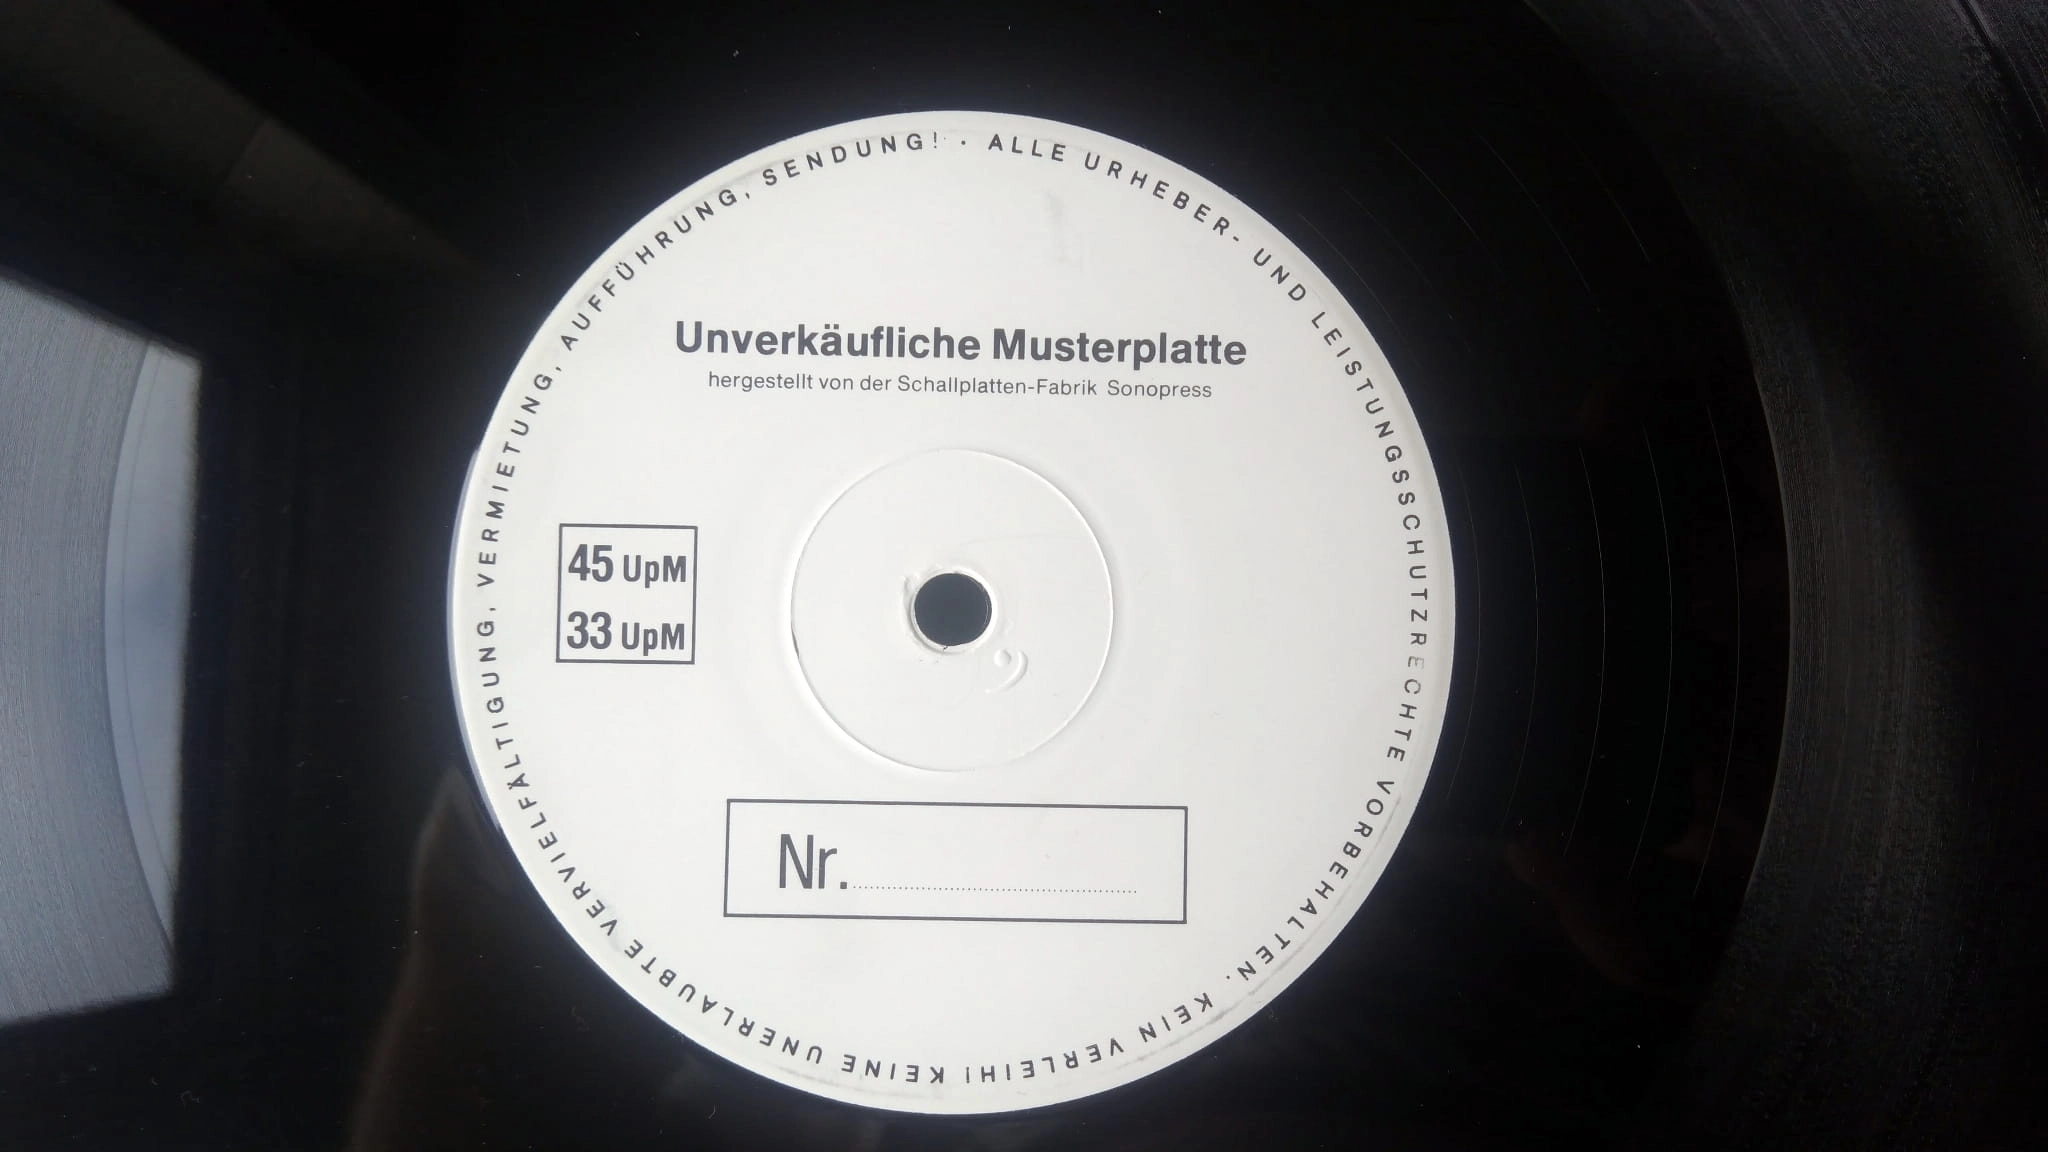 ALLE URHEBER- UND LEISTUNGSSCHUTZRECHTE VORBEHALTEN. KEIN VERLEIH! KEINE UNERLAUBTE VERVIELFÄLTIGUNG, VERMIETUNG, AUFFÜHRUNG, SENDUNG! ·
Unverkäufliche Musterplatte
hergestellt von der Schallplatten-Fabrik Sonopress
45 UpM
33 UpM
9
Nr.